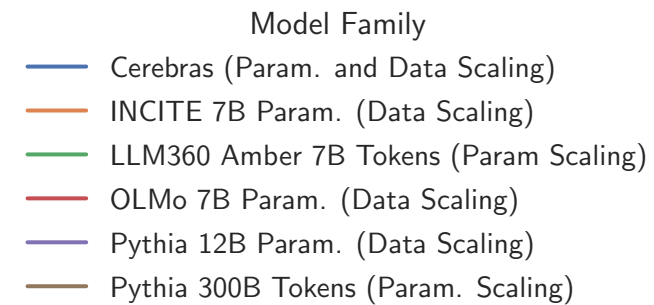 Model Family
Cerebras (Param. and Data Scaling)
INCITE 7B Param. (Data Scaling)
LLM360 Amber 7B Tokens (Param Scaling)
OLMo 7B Param. (Data Scaling)
Pythia 12B Param. (Data Scaling)
Pythia 300B Tokens (Param. Scaling)